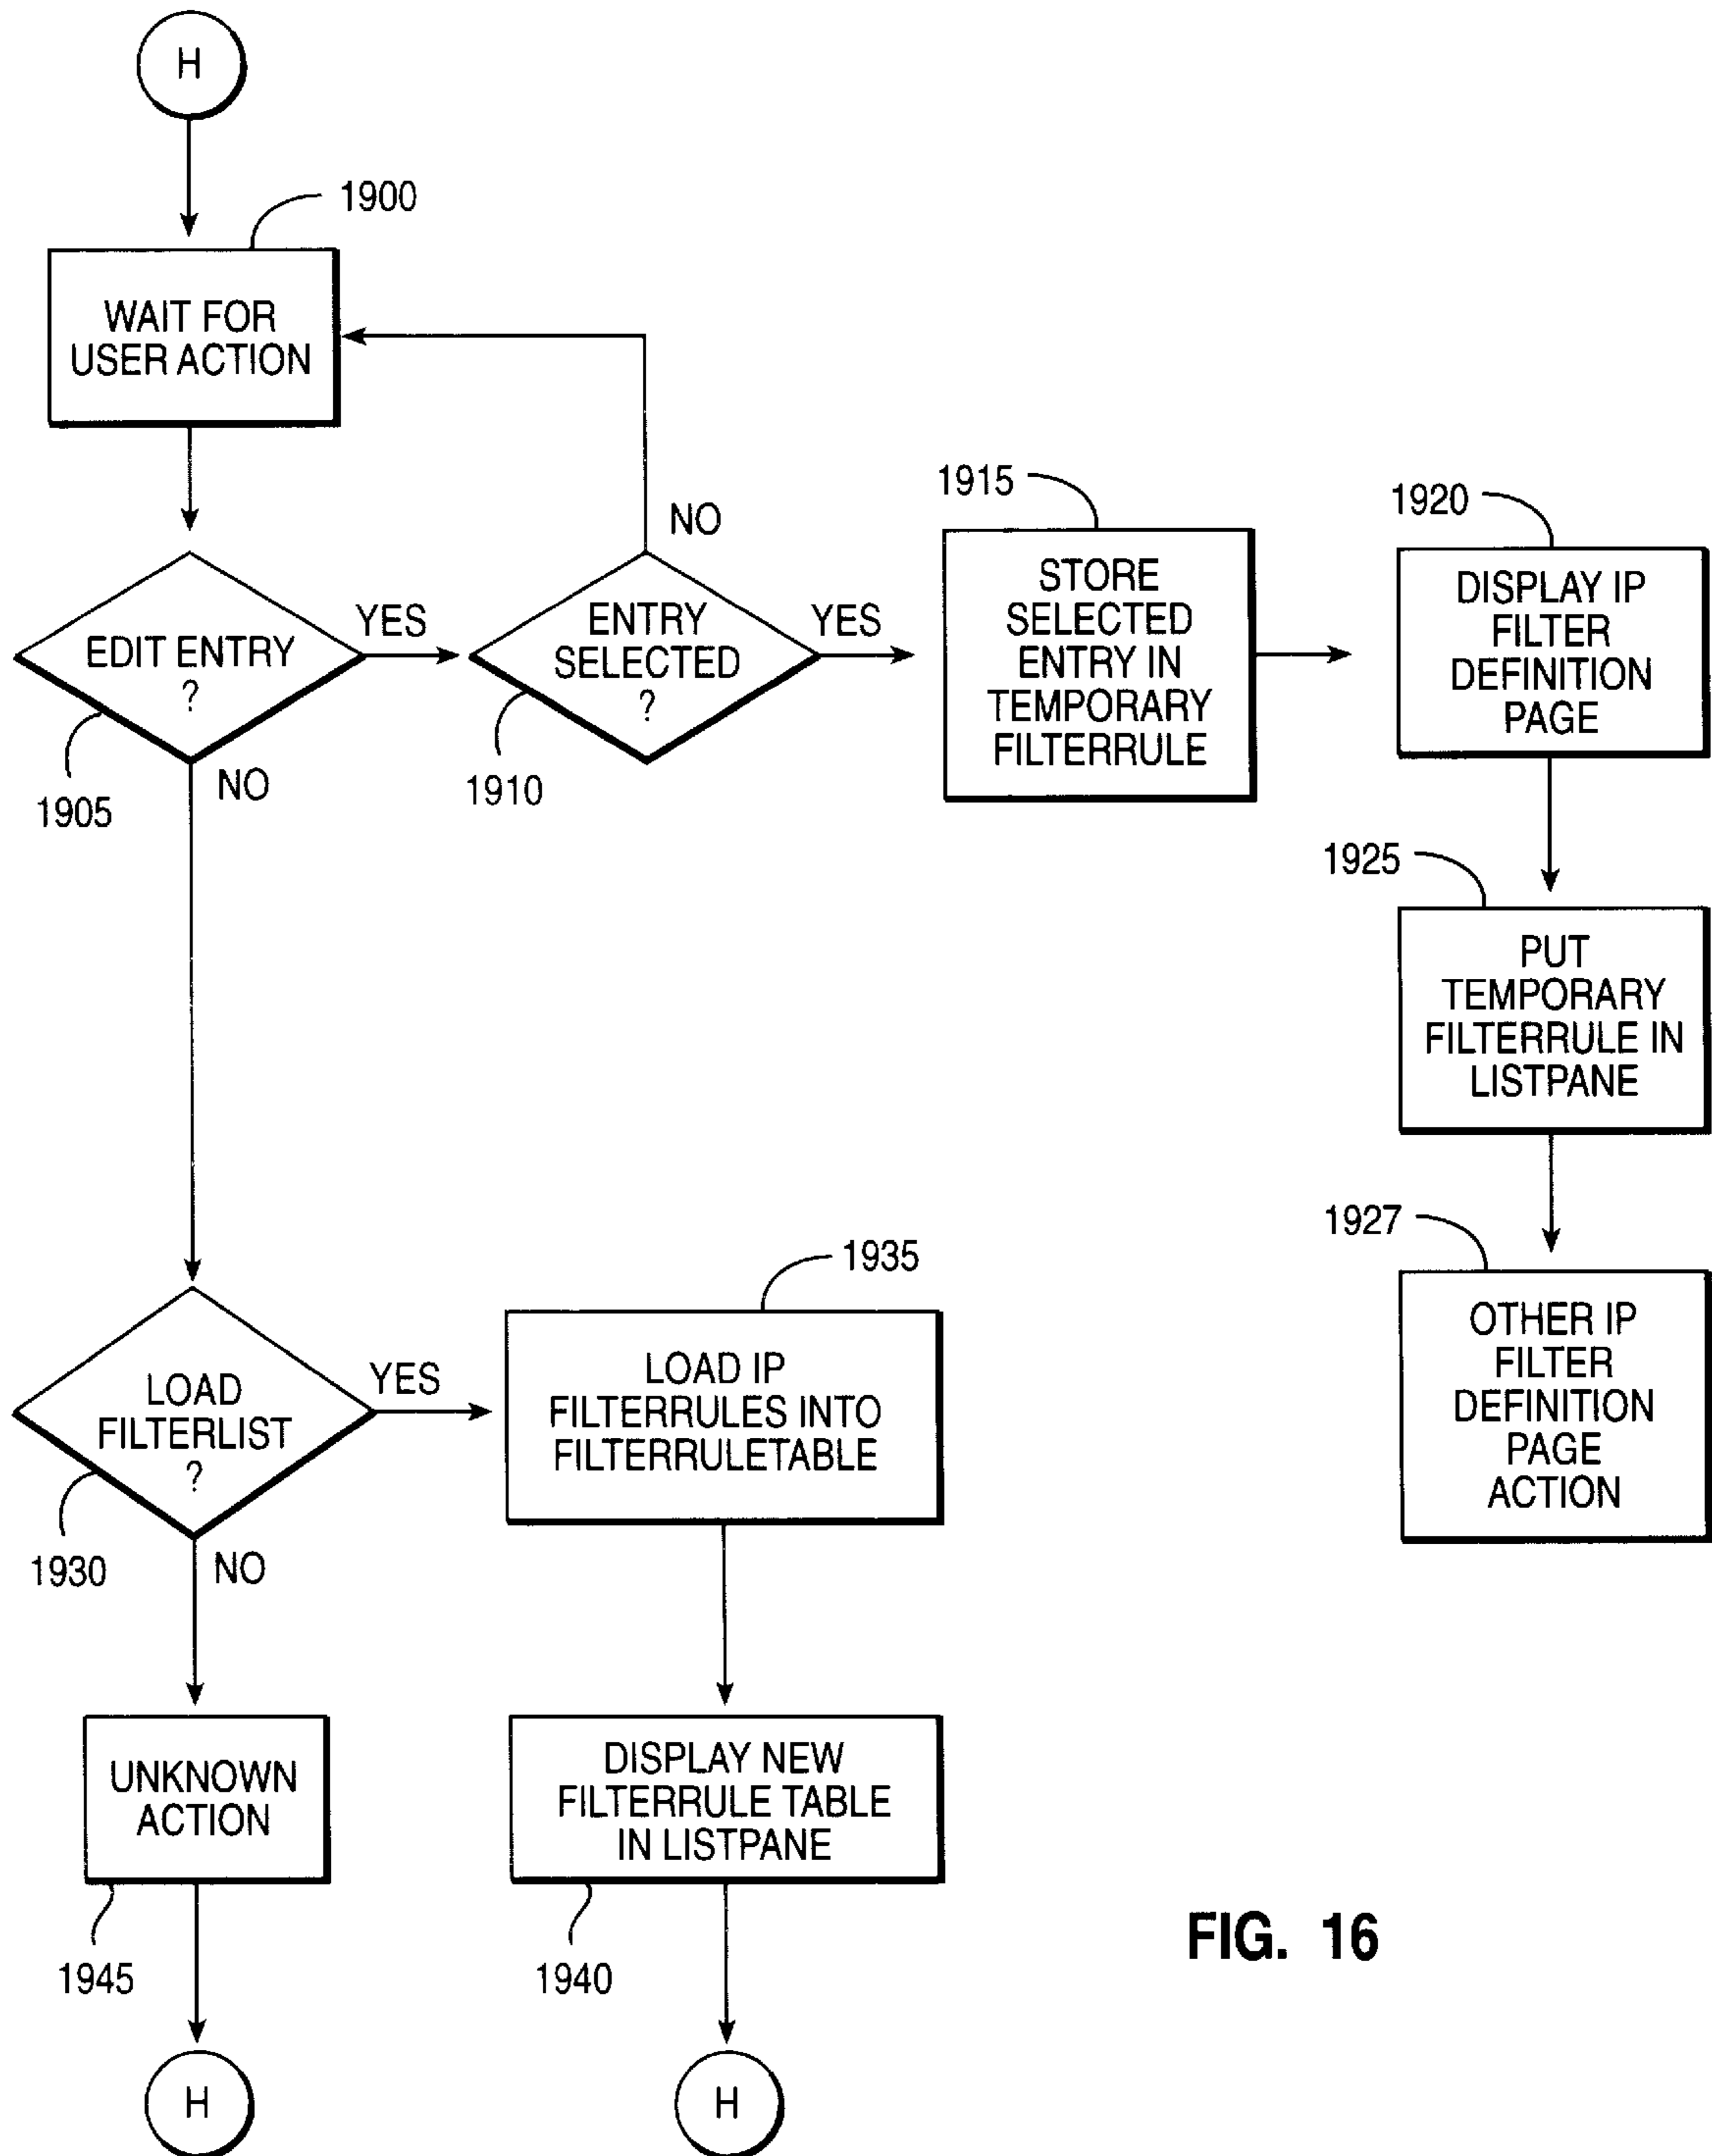 H
1900
WAIT FOR
USER ACTION
NO
1915
1920
EDIT ENTRY
?
YES
ENTRY
SELECTED
?
YES
STORE
SELECTED
ENTRY IN
TEMPORARY
FILTERRULE
DISPLAY IP
FILTER
DEFINITION
PAGE
1905
NO
1910
1925
PUT
TEMPORARY
FILTERRULE IN
LISTPANE
1927
OTHER IP
FILTER
DEFINITION
PAGE
ACTION
1935
LOAD
FILTERLIST
?
YES
LOAD IP
FILTERRULES INTO
FILTERRULETABLE
1930
NO
UNKNOWN
ACTION
DISPLAY NEW
FILTERRULE TABLE
IN LISTPANE
1945
1940
H
H
FIG. 16